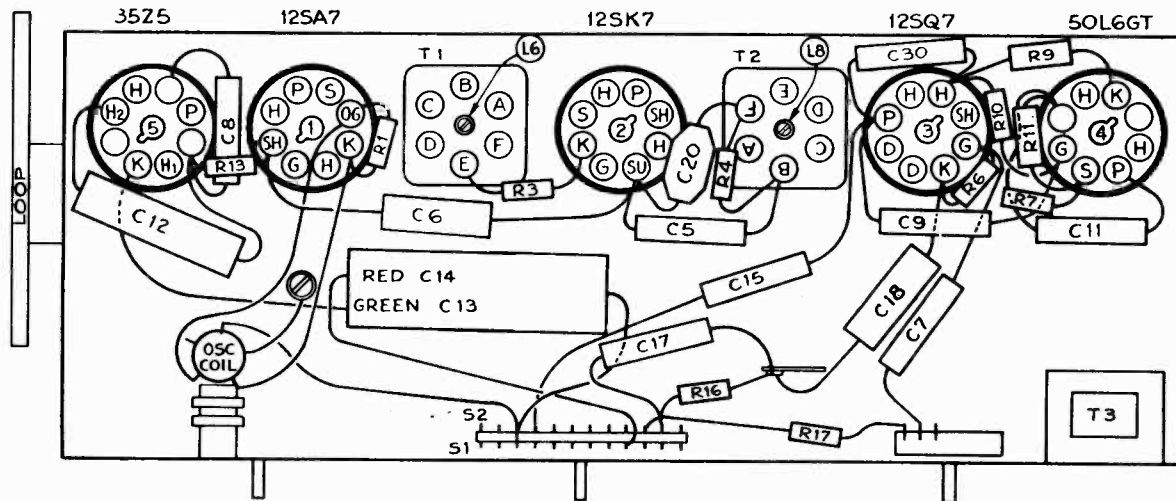 35Z5 12SA7 12SK7 12SQ7 50L6GT
T1 L6 T2 L8 C30 R9
H H2 P 5 K H1 C8 R13
P S H OG 1 SH K G H R1
B C A D F E R3
H P S SH 2 K H G SU C20 R4
E F D A C B
H H P SH 3 D G D K R10 R6
R11 H K 4 G H S P R7
C12 C6 C5 C9 C11
RED C14
GREEN C13
C15 C18 C7
C17
OSC
COIL
R16
S2
S1
R17
T3
LOOP